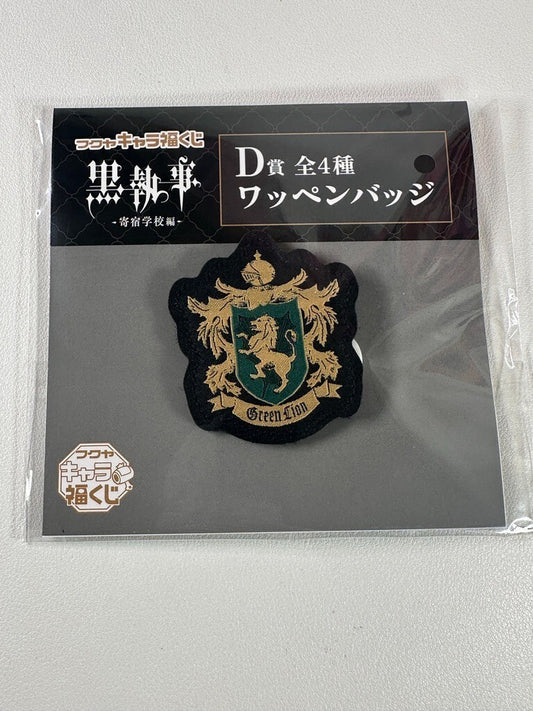 フクヤキャラ福くじ
黒執事
-寄宿学校編-
D賞 全4種
ワッペンバッジ
Green Lion
フクヤ
キャラ
福くじ